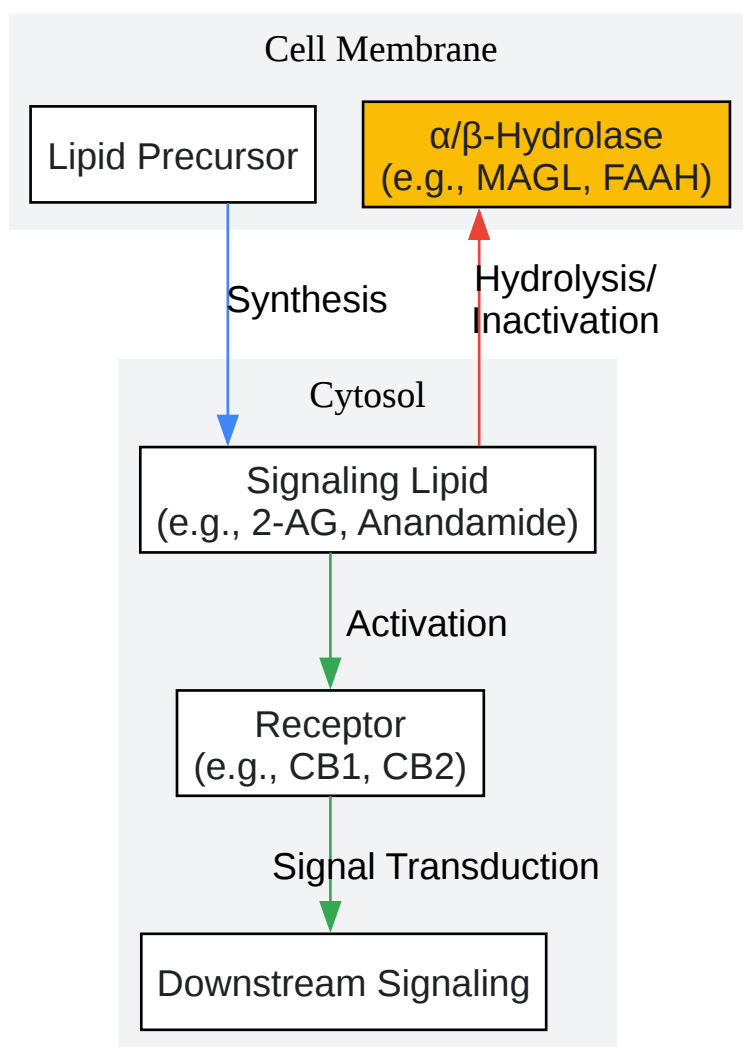 Cell Membrane
Lipid Precursor
α/β-Hydrolase
(e.g., MAGL, FAAH)
Synthesis
Hydrolysis/
Inactivation
Cytosol
Signaling Lipid
(e.g., 2-AG, Anandamide)
Activation
Receptor
(e.g., CB1, CB2)
Signal Transduction
Downstream Signaling